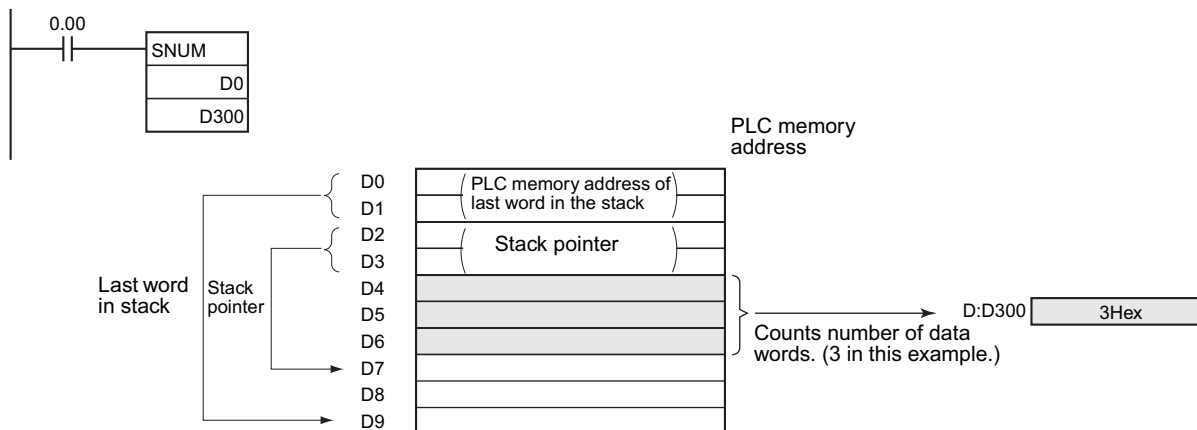 0.00
SNUM
D0
D300
PLC memory
address
D0
D1
D2
D3
D4
D5
D6
D7
D8
D9
PLC memory address of
last word in the stack
Stack pointer
Last word
in stack
Stack
pointer
Counts number of data
words. (3 in this example.)
D:D300
3Hex